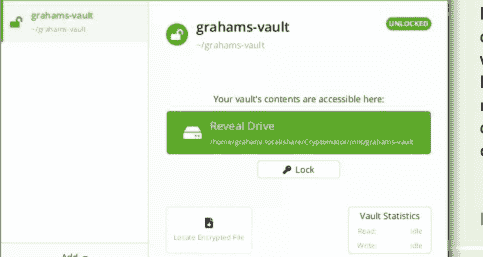 grahams-vault
~/grahams-vault
grahams-vault
~/grahams-vault
UNLOCKED
Your vault's contents are accessible here:
Reveal Drive
/home/graham/.local/share/Cryptomator/mnt/grahams-vault
Lock
Locate Encrypted File
Vault Statistics
Read: idle
Write: idle
Add